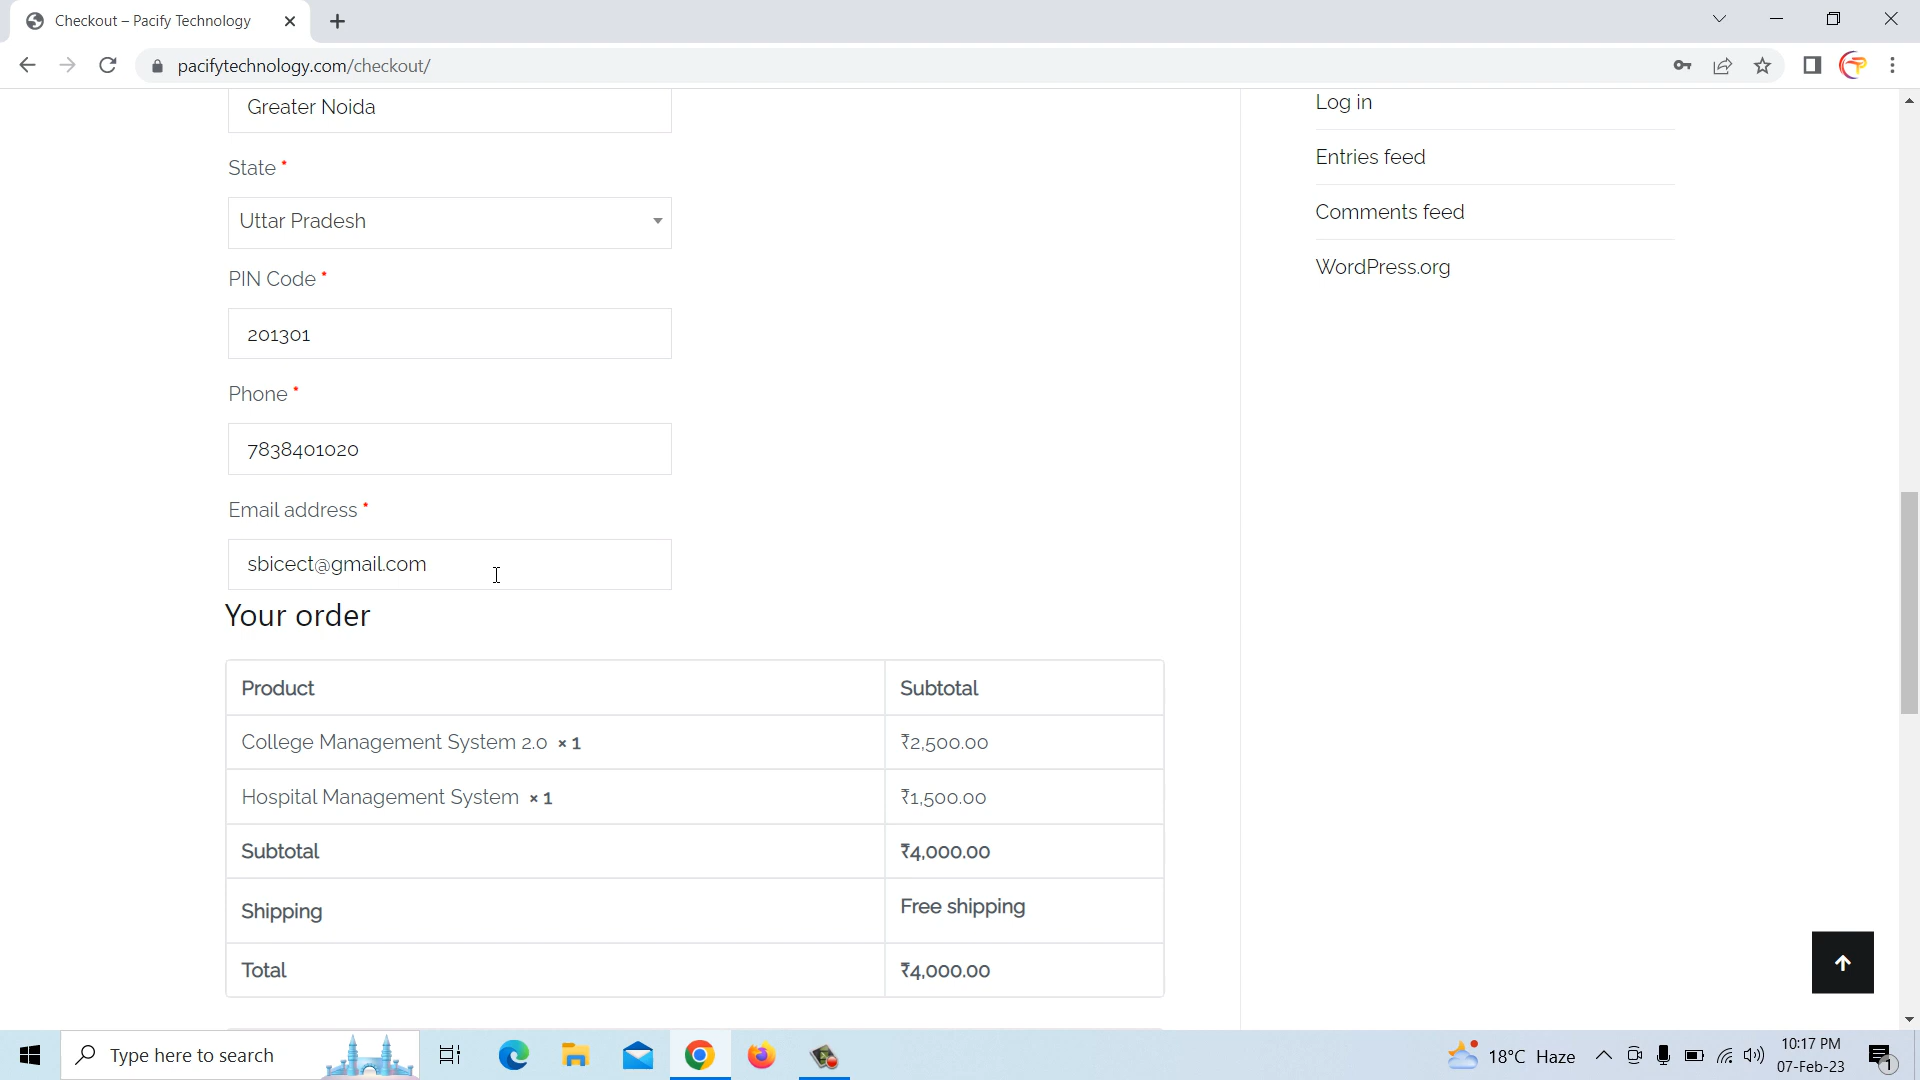 Checkout – Pacify Technology
pacifytechnology.com/checkout/
Greater Noida
State *
Uttar Pradesh
PIN Code *
201301
Phone *
7838401020
Email address *
sbicect@gmail.com
Your order
Product Subtotal
College Management System 2.0 × 1 ₹2,500.00
Hospital Management System × 1 ₹1,500.00
Subtotal ₹4,000.00
Shipping Free shipping
Total ₹4,000.00
Log in
Entries feed
Comments feed
WordPress.org
Type here to search
18°C Haze
10:17 PM
07-Feb-23
1